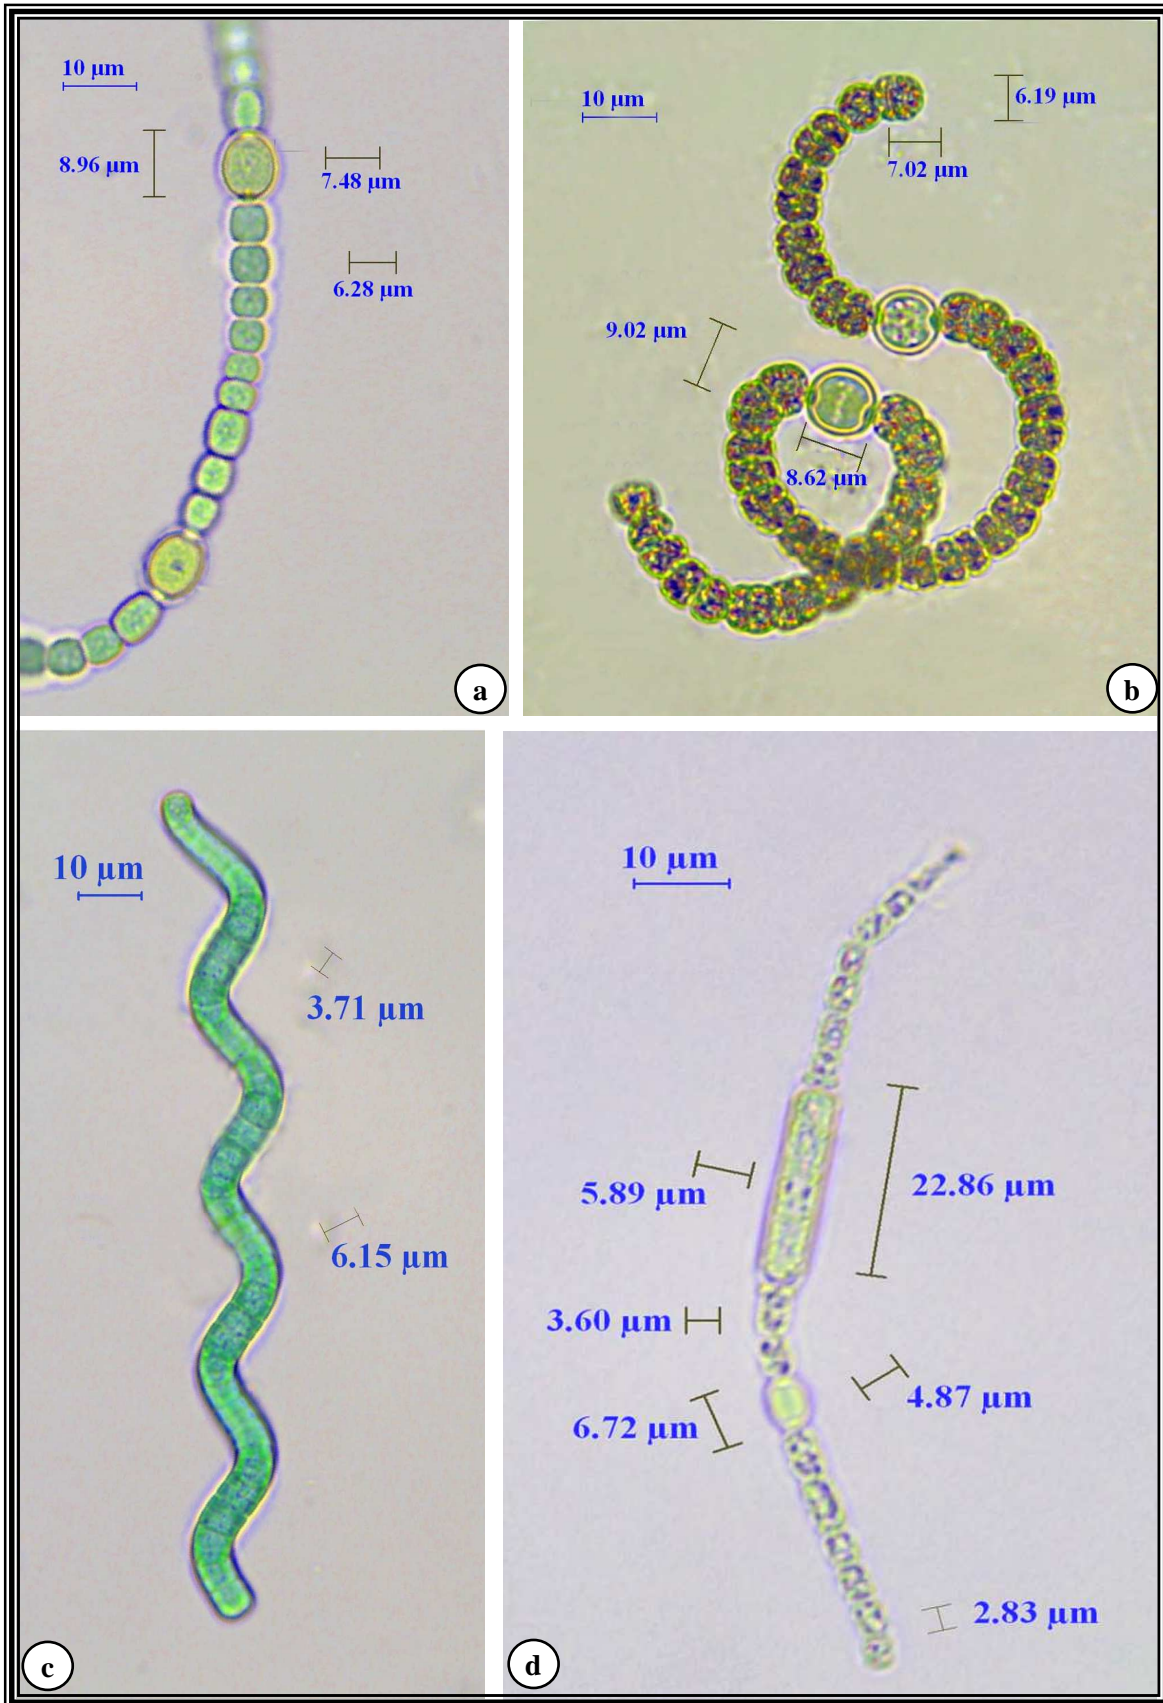 10 µm
8.96 µm
7.48 µm
6.28 µm
a
10 µm
6.19 µm
7.02 µm
9.02 µm
8.62 µm
b
10 µm
3.71 µm
6.15 µm
c
10 µm
5.89 µm
22.86 µm
3.60 µm
4.87 µm
6.72 µm
2.83 µm
d